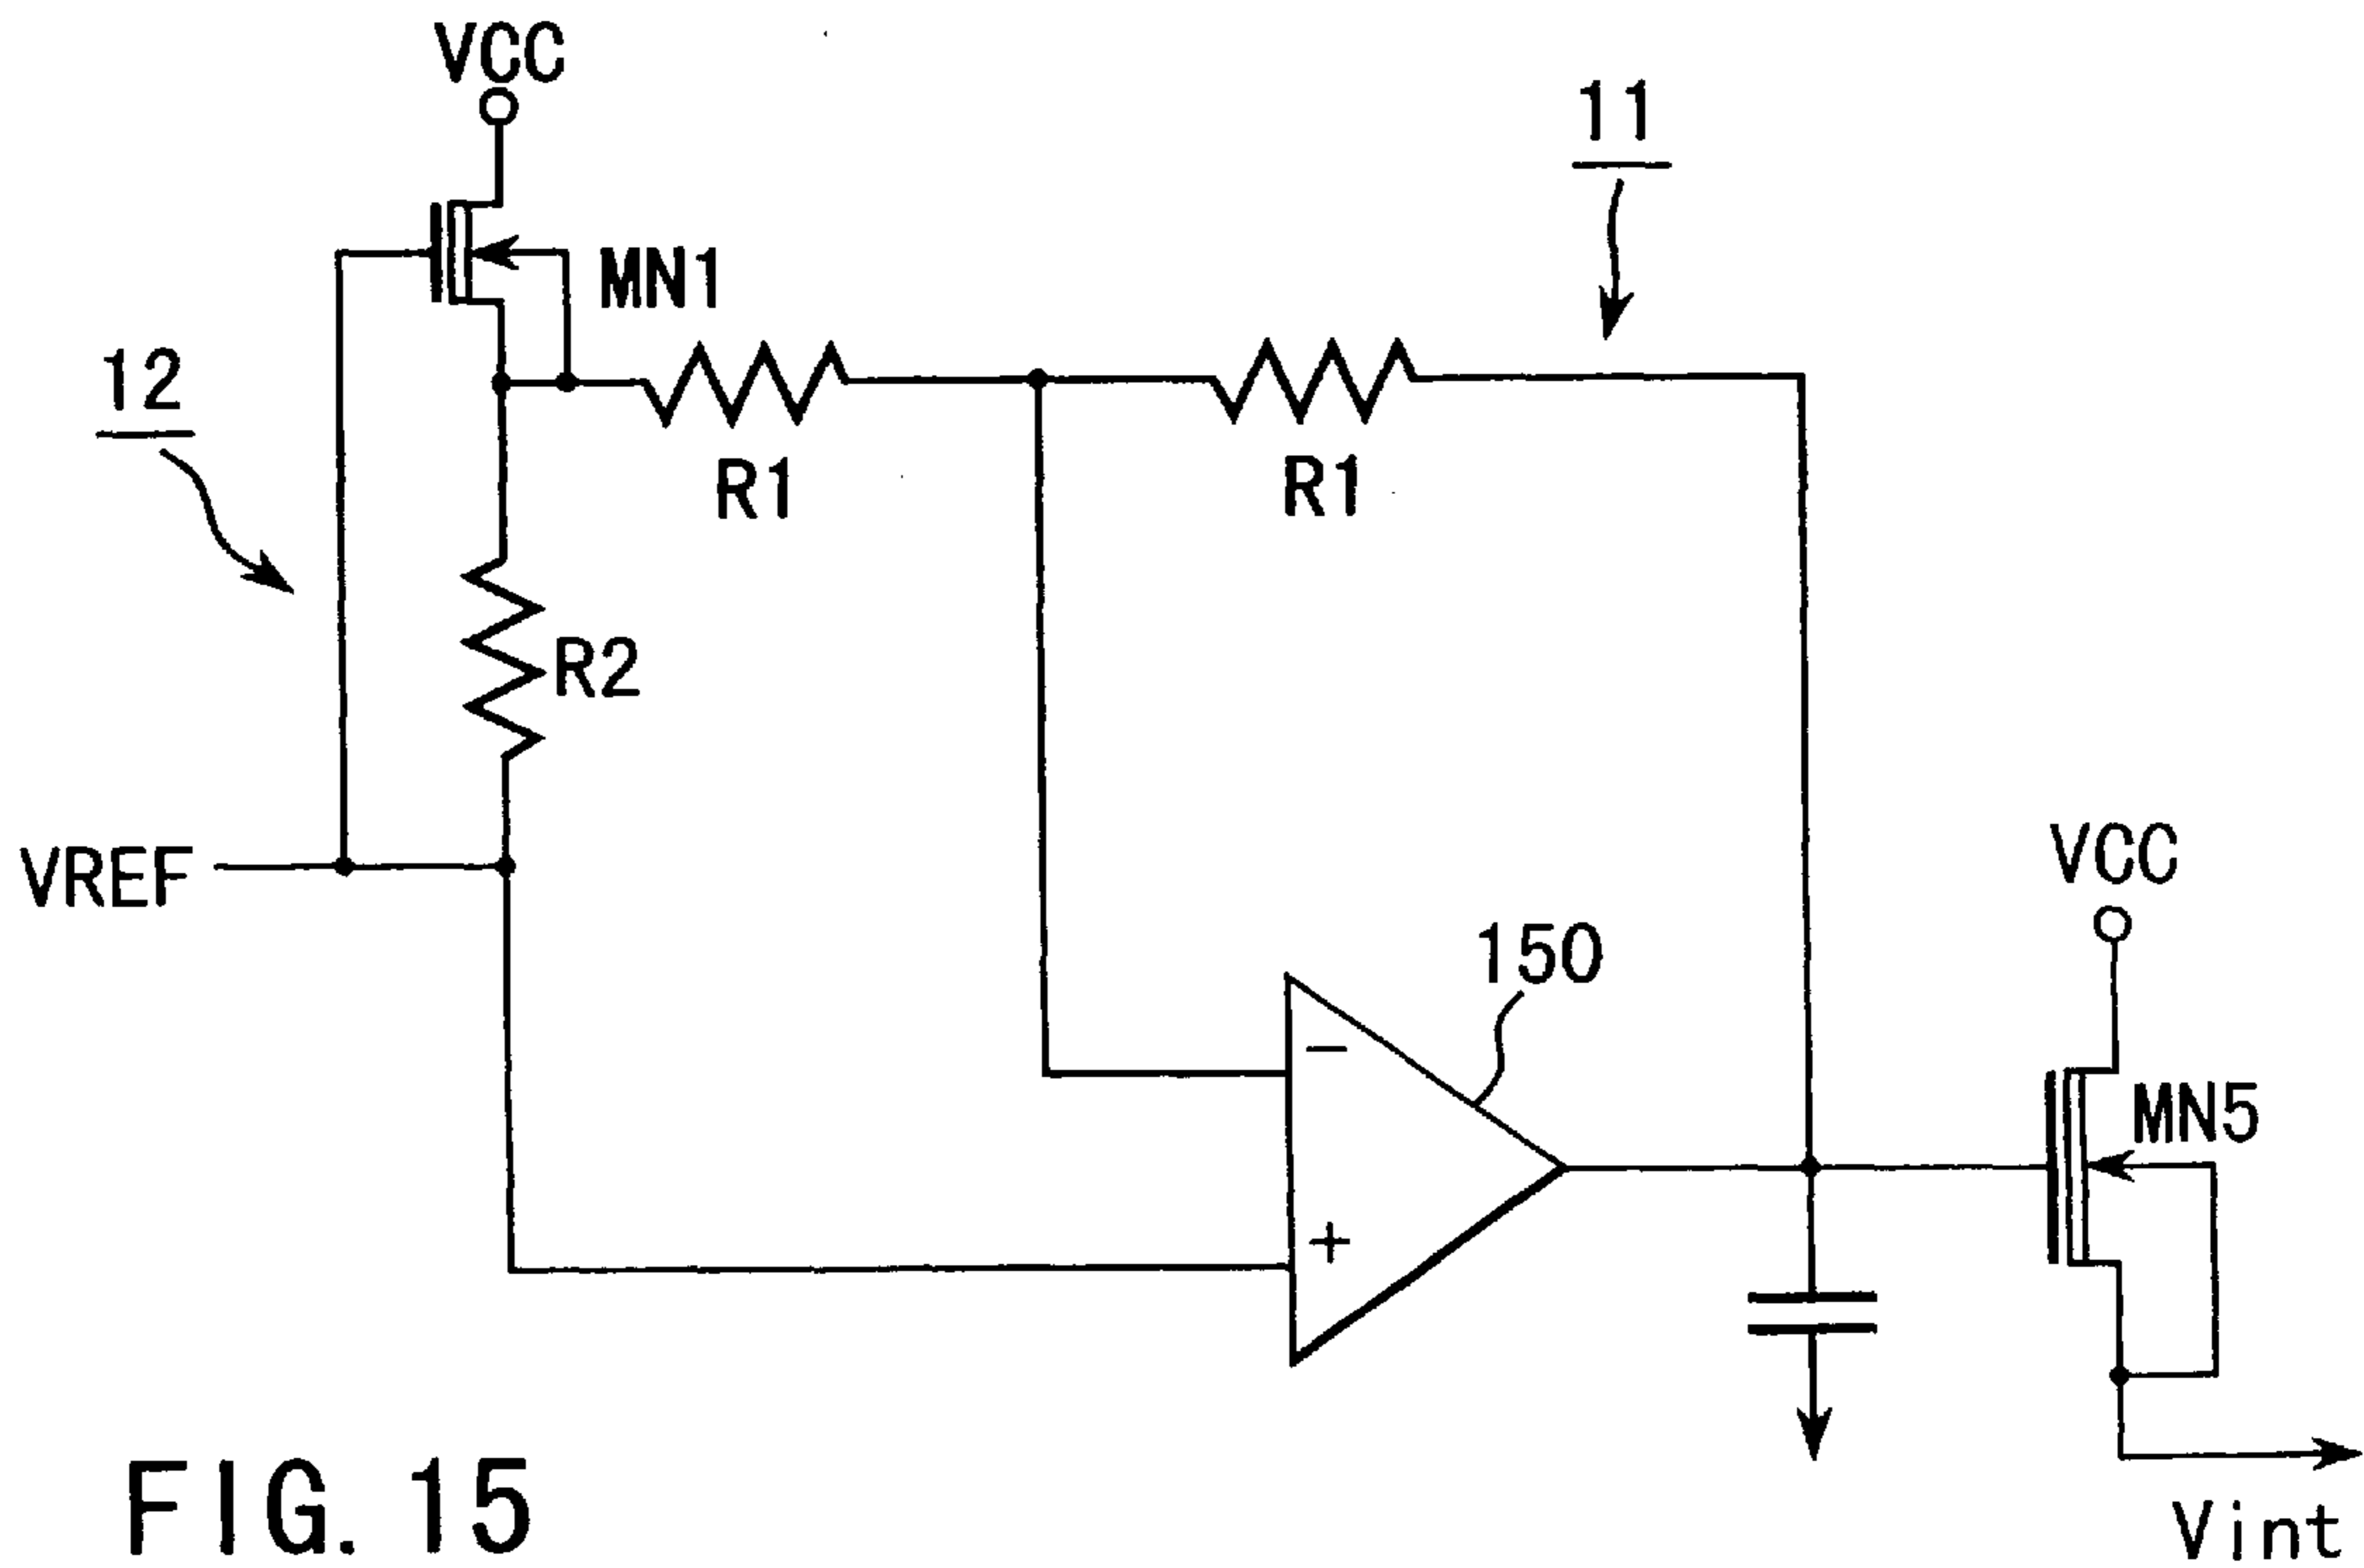 VCC
11
MN1
12
R1
R1
R2
VREF
VCC
150
−
MN5
+
FIG. 15
Vint